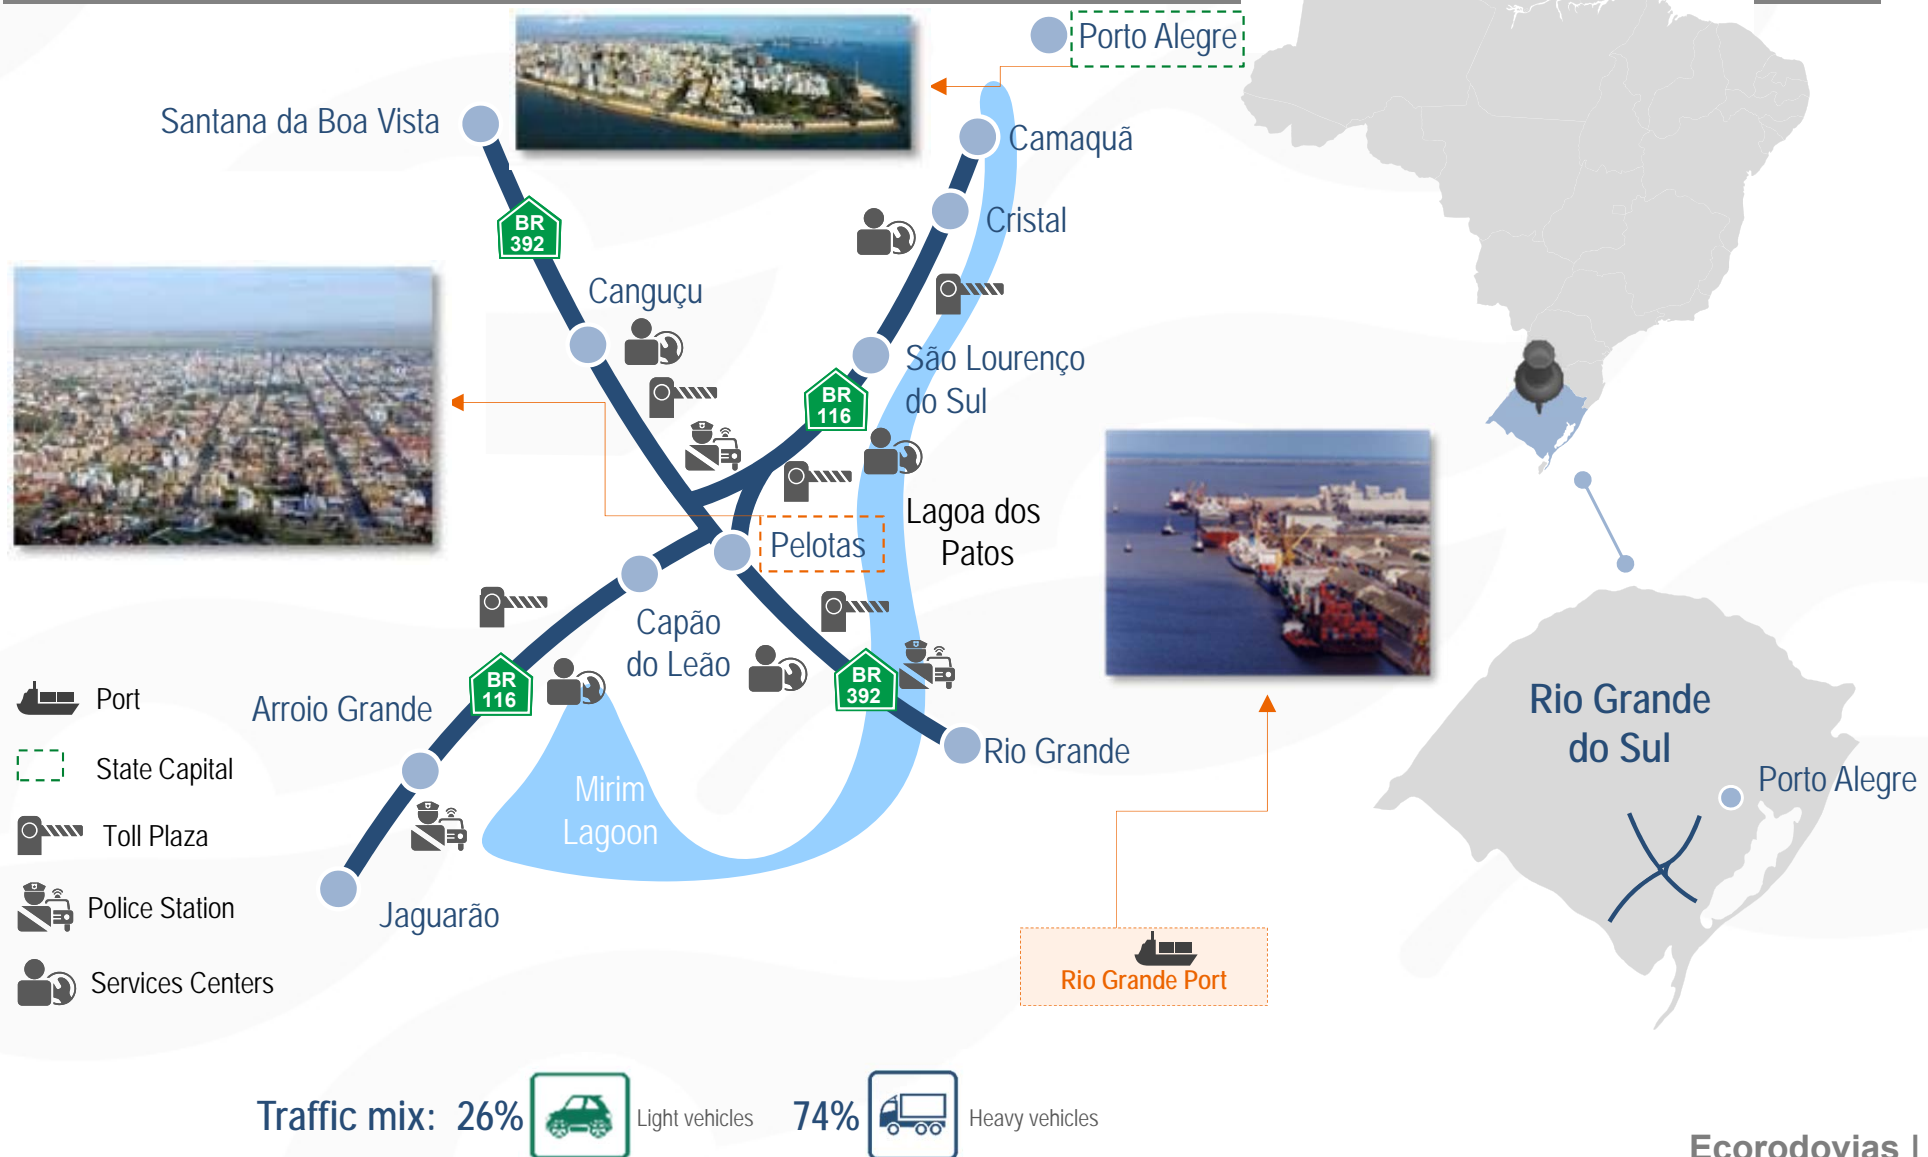 Porto Alegre
Santana da Boa Vista
Camaquã
Cristal
BR
392
Canguçu
São Lourenço
do Sul
BR
116
Lagoa dos
Patos
Pelotas
Capão
do Leão
BR
116
BR
392
Arroio Grande
Rio Grande
Mirim
Lagoon
Jaguarão
Port
State Capital
Toll Plaza
Police Station
Services Centers
Rio Grande Port
Rio Grande
do Sul
Porto Alegre
Traffic mix: 26% Light vehicles 74% Heavy vehicles
Ecorodovias |